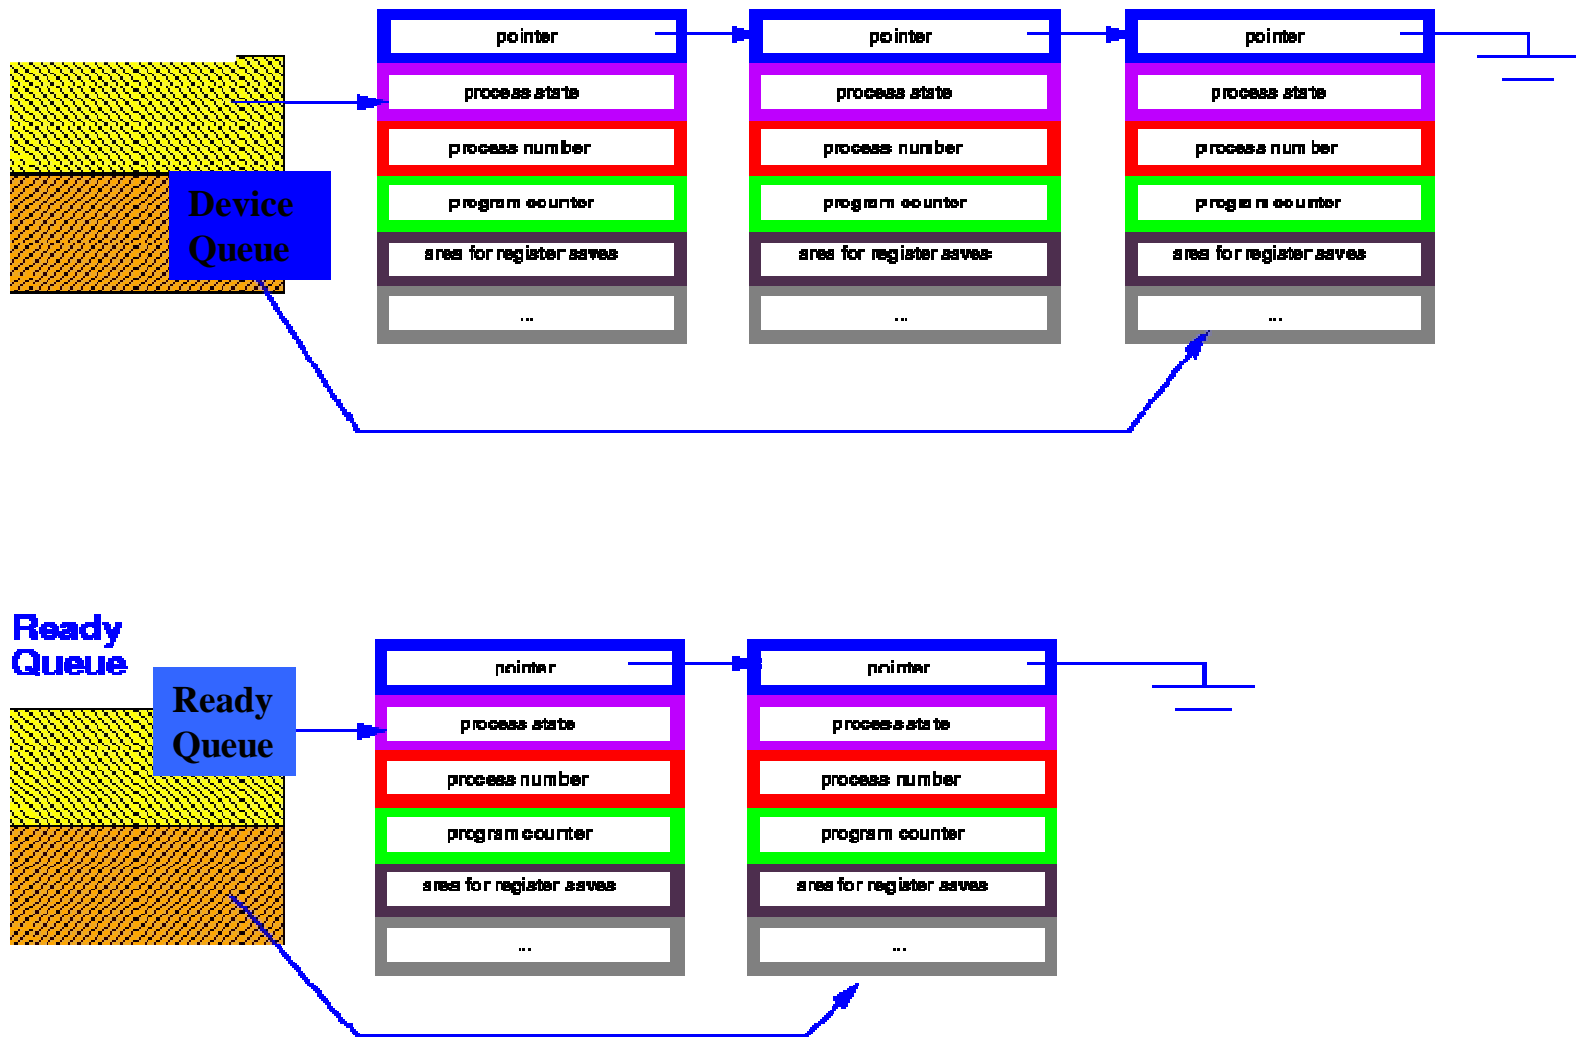 pointer pointer pointer
process state process state process state
process number process number process number
program counter program counter program counter
Device
Queue
area for register saves area for register saves area for register saves
... ... ...
Ready
Queue
pointer pointer
Ready
Queue
process state process state
process number process number
program counter program counter
area for register saves area for register saves
... ...